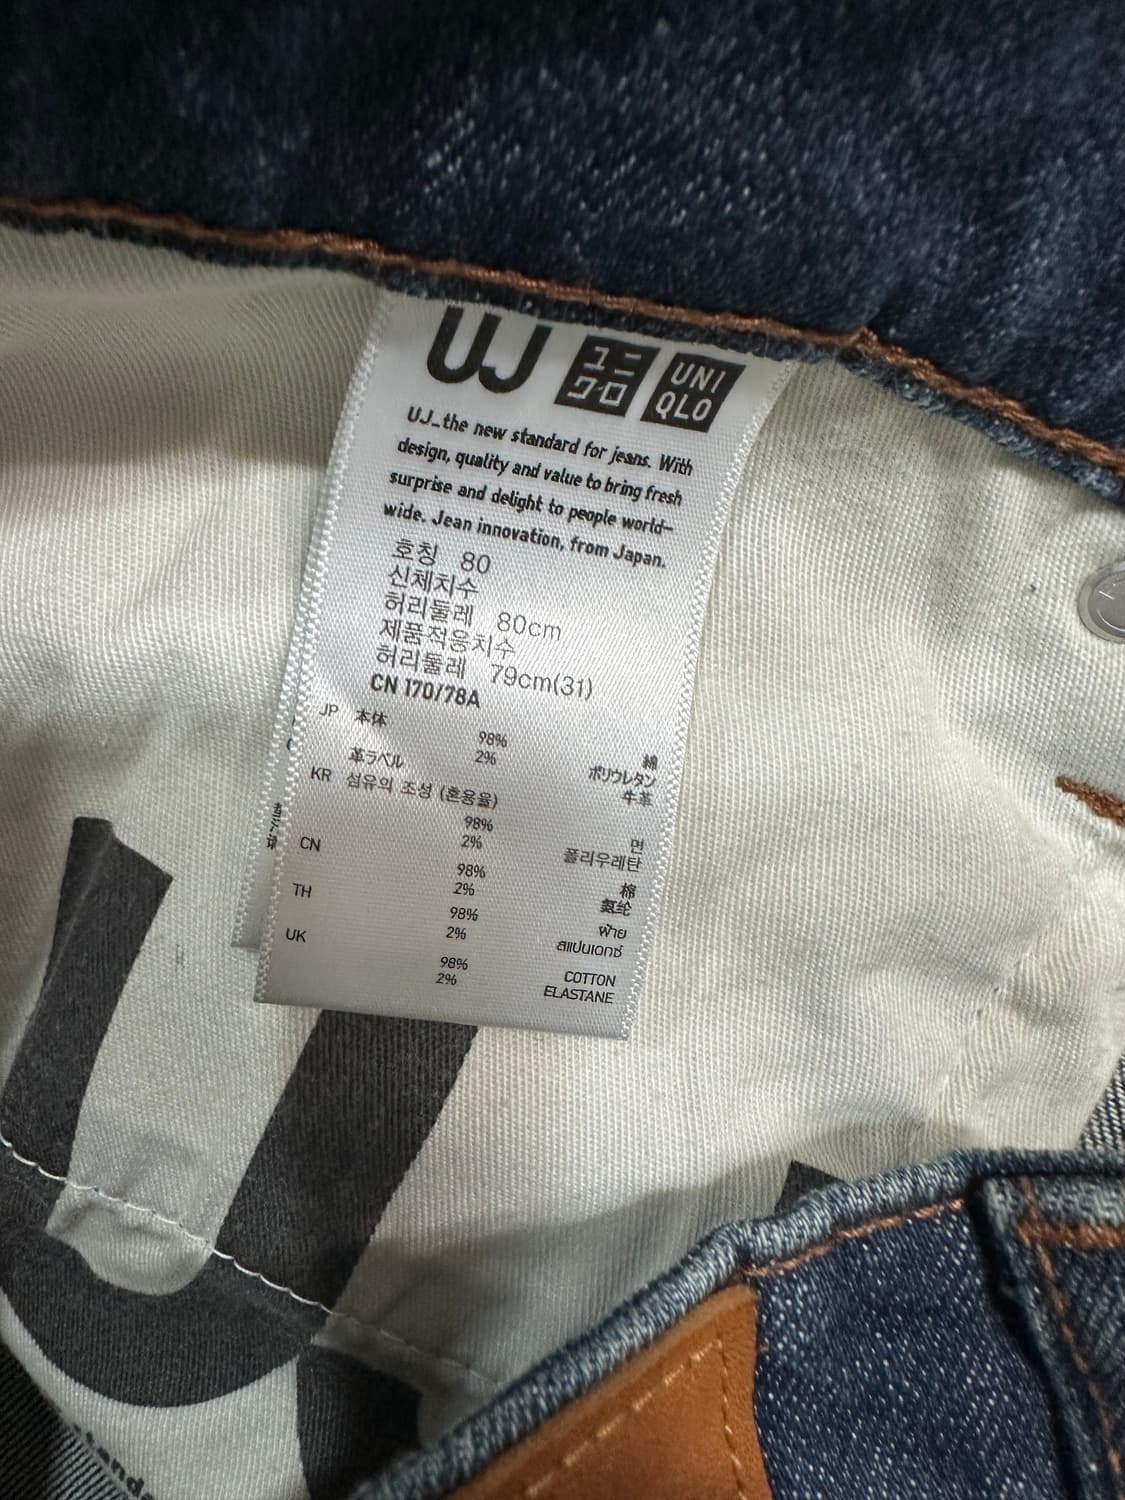 UJ ユニクロ UNIQLO
UJ_the new standard for jeans. With
design, quality and value to bring fresh
surprise and delight to people world–
wide. Jean innovation, from Japan.
호칭 80
신체치수
허리둘레 80cm
제품적응치수
허리둘레 79cm(31)
CN 170/78A
JP 本体
98% 綿
2% ポリウレタン
革ラベル 牛革
KR 섬유의 조성 (혼용율)
98% 면
2% 폴리우레탄
CN
98% 棉
2% 氨纶
TH
98% ฝ้าย
2% สแปนเดกซ์
UK
98% COTTON
2% ELASTANE